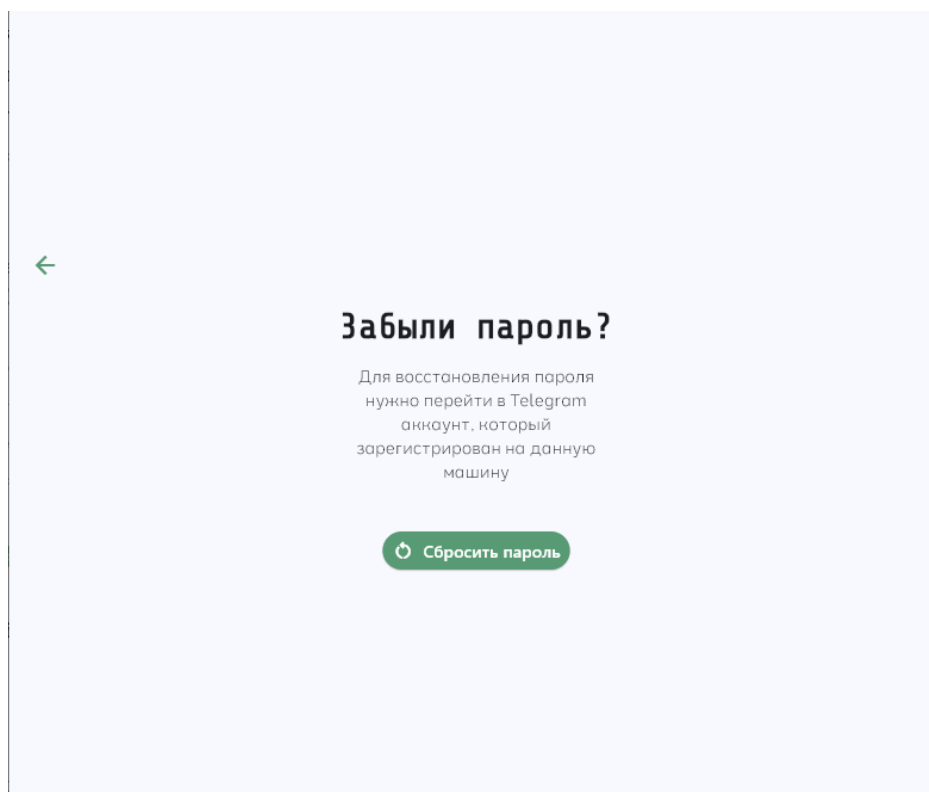 Забыли пароль?
Для восстановления пароля
нужно перейти в Telegram
аккаунт, который
зарегистрирован на данную
машину
Сбросить пароль